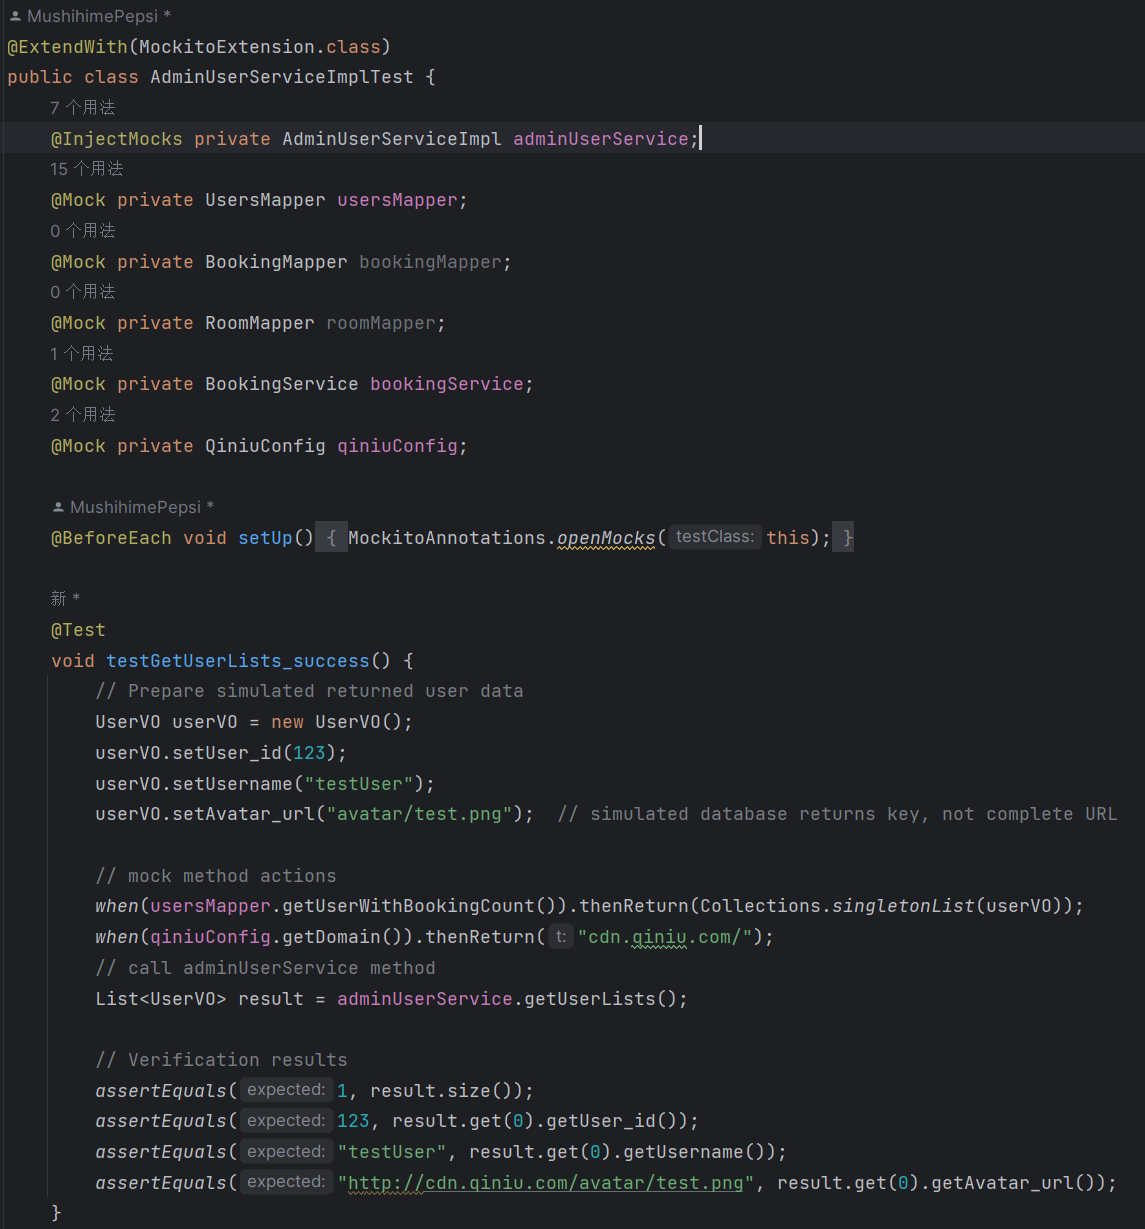 MushihimePepsi *
@ExtendWith(MockitoExtension.class)
public class AdminUserServiceImplTest {
7 个用法
@InjectMocks private AdminUserServiceImpl adminUserService;
15 个用法
@Mock private UsersMapper usersMapper;
0 个用法
@Mock private BookingMapper bookingMapper;
0 个用法
@Mock private RoomMapper roomMapper;
1 个用法
@Mock private BookingService bookingService;
2 个用法
@Mock private QiniuConfig qiniuConfig;
MushihimePepsi *
@BeforeEach void setUp() { MockitoAnnotations.openMocks( testClass: this); }
新 *
@Test
void testGetUserLists_success() {
// Prepare simulated returned user data
UserVO userVO = new UserVO();
userVO.setUser_id(123);
userVO.setUsername("testUser");
userVO.setAvatar_url("avatar/test.png");  // simulated database returns key, not complete URL
// mock method actions
when(usersMapper.getUserWithBookingCount()).thenReturn(Collections.singletonList(userVO));
when(qiniuConfig.getDomain()).thenReturn( t: "cdn.qiniu.com/");
// call adminUserService method
List<UserVO> result = adminUserService.getUserLists();
// Verification results
assertEquals( expected: 1, result.size());
assertEquals( expected: 123, result.get(0).getUser_id());
assertEquals( expected: "testUser", result.get(0).getUsername());
assertEquals( expected: "http://cdn.qiniu.com/avatar/test.png", result.get(0).getAvatar_url());
}